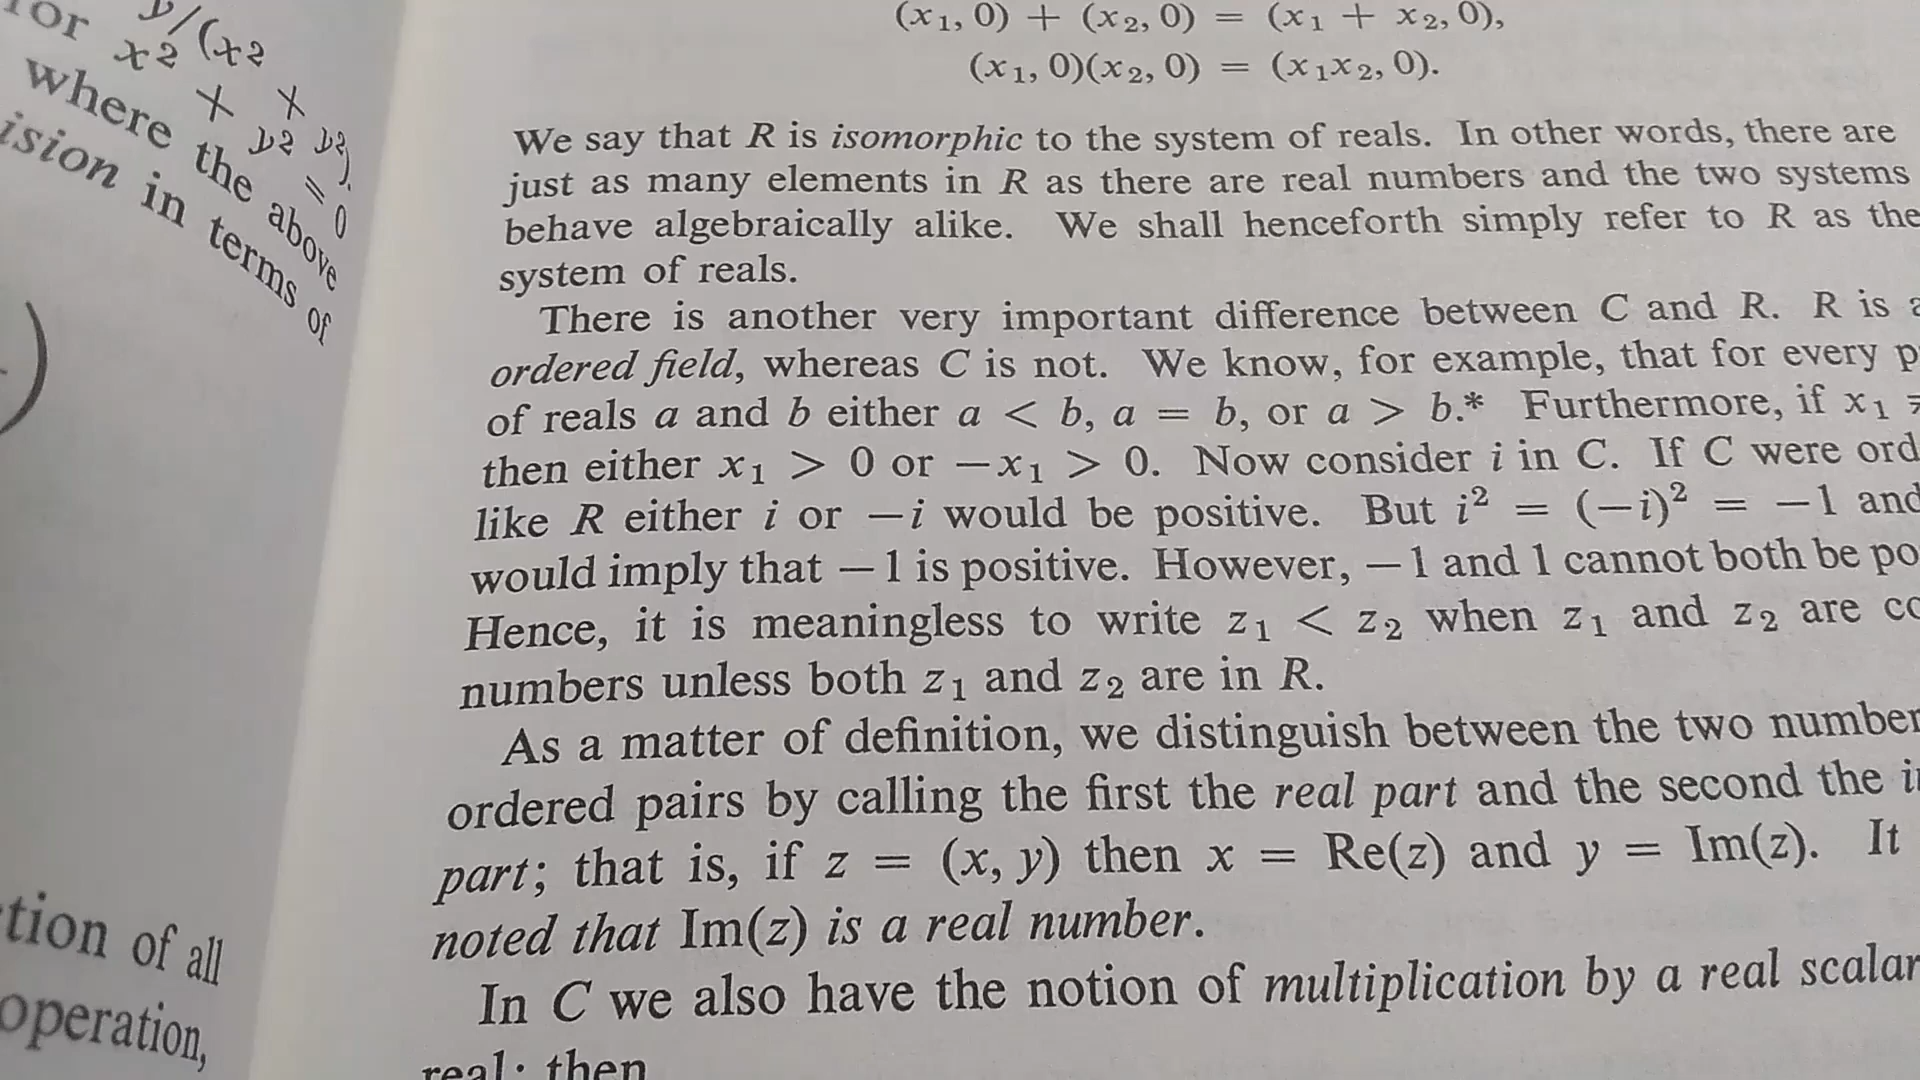 or
y/(x2
x2 + y2).
x2 + y2 = 0
where the above
ision in terms of
)
tion of all
operation,
(x₁, 0) + (x₂, 0) = (x₁ + x₂, 0),
(x₁, 0)(x₂, 0) = (x₁x₂, 0).
We say that R is isomorphic to the system of reals. In other words, there are
just as many elements in R as there are real numbers and the two systems
behave algebraically alike. We shall henceforth simply refer to R as the
system of reals.
There is another very important difference between C and R. R is
ordered field, whereas C is not. We know, for example, that for every
of reals a and b either a < b, a = b, or a > b.* Furthermore, if x₁
then either x₁ > 0 or −x₁ > 0. Now consider i in C. If C were ord
like R either i or −i would be positive. But i² = (−i)² = −1 and
would imply that −1 is positive. However, −1 and 1 cannot both be po
Hence, it is meaningless to write z₁ < z₂ when z₁ and z₂ are co
numbers unless both z₁ and z₂ are in R.
As a matter of definition, we distinguish between the two number
ordered pairs by calling the first the real part and the second the
part; that is, if z = (x, y) then x = Re(z) and y = Im(z). It
noted that Im(z) is a real number.
In C we also have the notion of multiplication by a real scalar
real; then